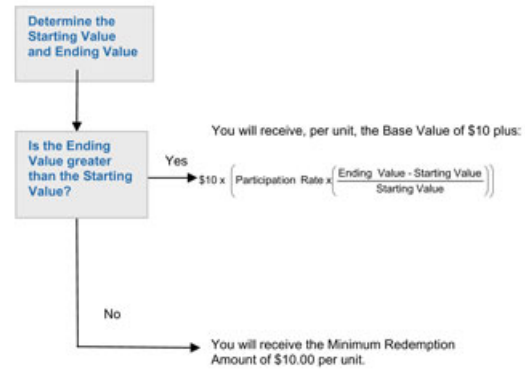 Determine the
Starting Value
and Ending Value
Is the Ending
Value greater
than the Starting
Value?
Yes
You will receive, per unit, the Base Value of $10 plus:
$10 x (Participation Rate x (Ending Value - Starting Value
Starting Value))
No
You will receive the Minimum Redemption
Amount of $10.00 per unit.